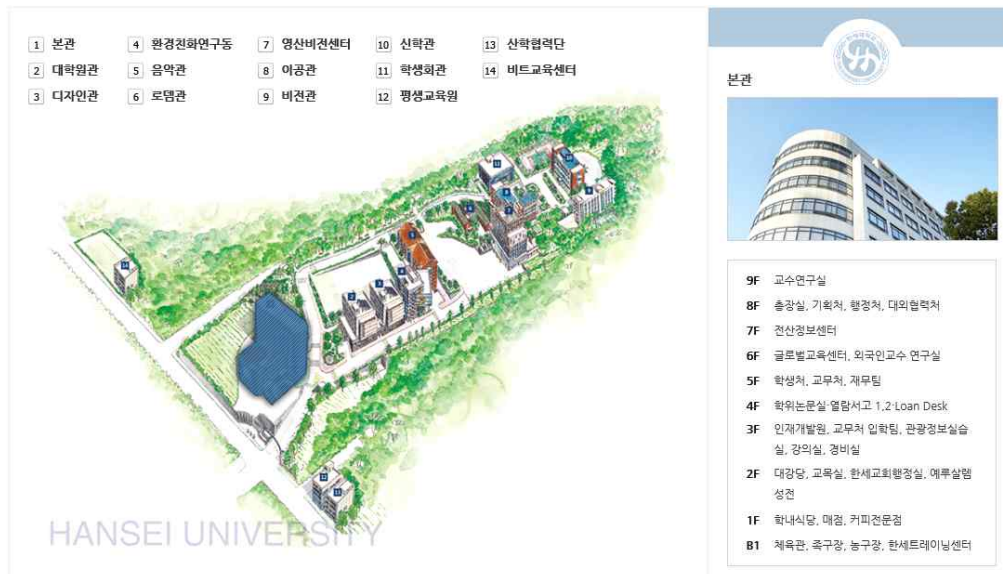 1 본관 4 환경친화연구동 7 영산비전센터 10 신학관 13 산학협력단
2 대학원관 5 음악관 8 이공관 11 학생회관 14 비트교육센터
3 디자인관 6 로뎀관 9 비전관 12 평생교육원
HANSEI UNIVERSITY
본관
9F 교수연구실
8F 총장실, 기획처, 행정처, 대외협력처
7F 전산정보센터
6F 글로벌교육센터, 외국인교수 연구실
5F 학생처, 교무처, 재무팀
4F 학위논문실·열람서고 1,2·Loan Desk
3F 인재개발원, 교무처 입학팀, 관광정보실습
실, 강의실, 경비실
2F 대강당, 교목실, 한세교회행정실, 예루살렘
성전
1F 학내식당, 매점, 커피전문점
B1 체육관, 족구장, 농구장, 한세트레이닝센터